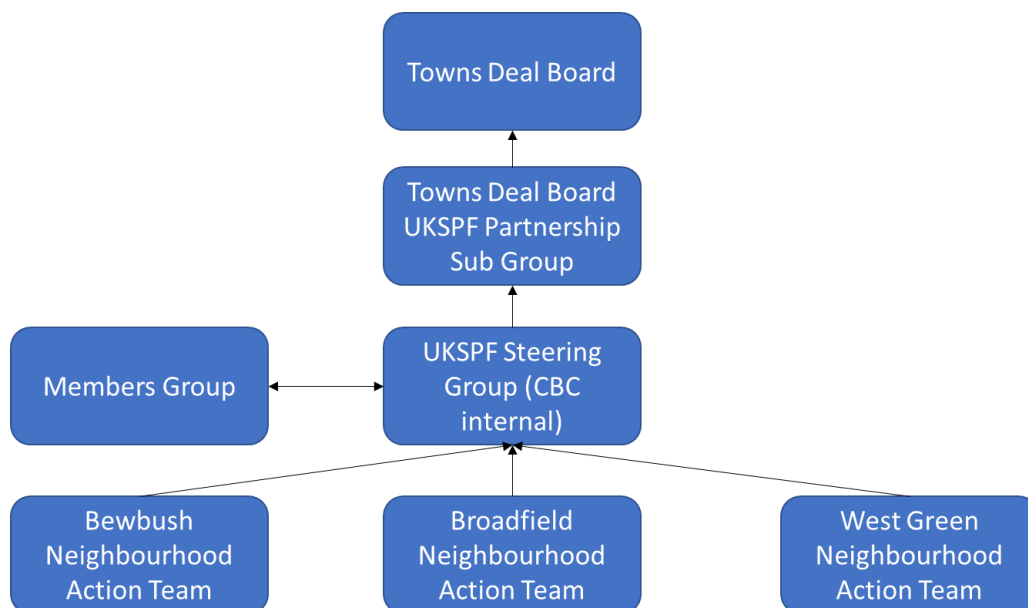 Towns Deal Board
Towns Deal Board
UKSPF Partnership
Sub Group
Members Group
UKSPF Steering
Group (CBC
internal)
Bewbush
Neighbourhood
Action Team
Broadfield
Neighbourhood
Action Team
West Green
Neighbourhood
Action Team